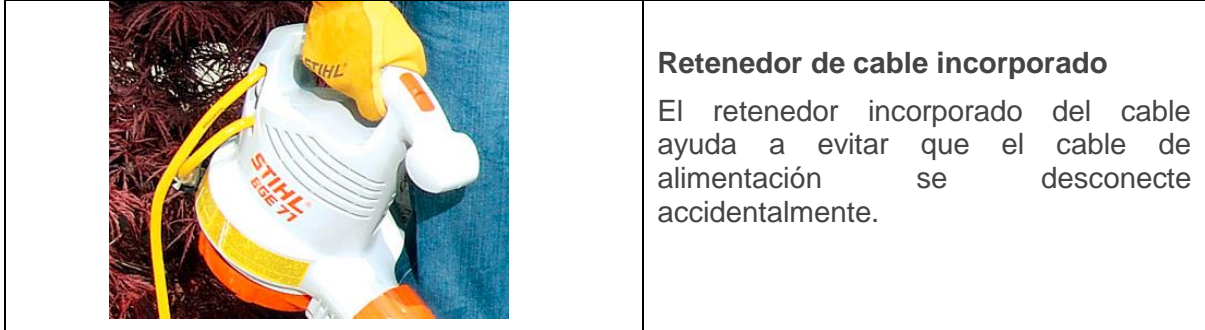 STIHL
STIHL
BGE 71
Retenedor de cable incorporado
El retenedor incorporado del cable
ayuda a evitar que el cable de
alimentación se desconecte
accidentalmente.